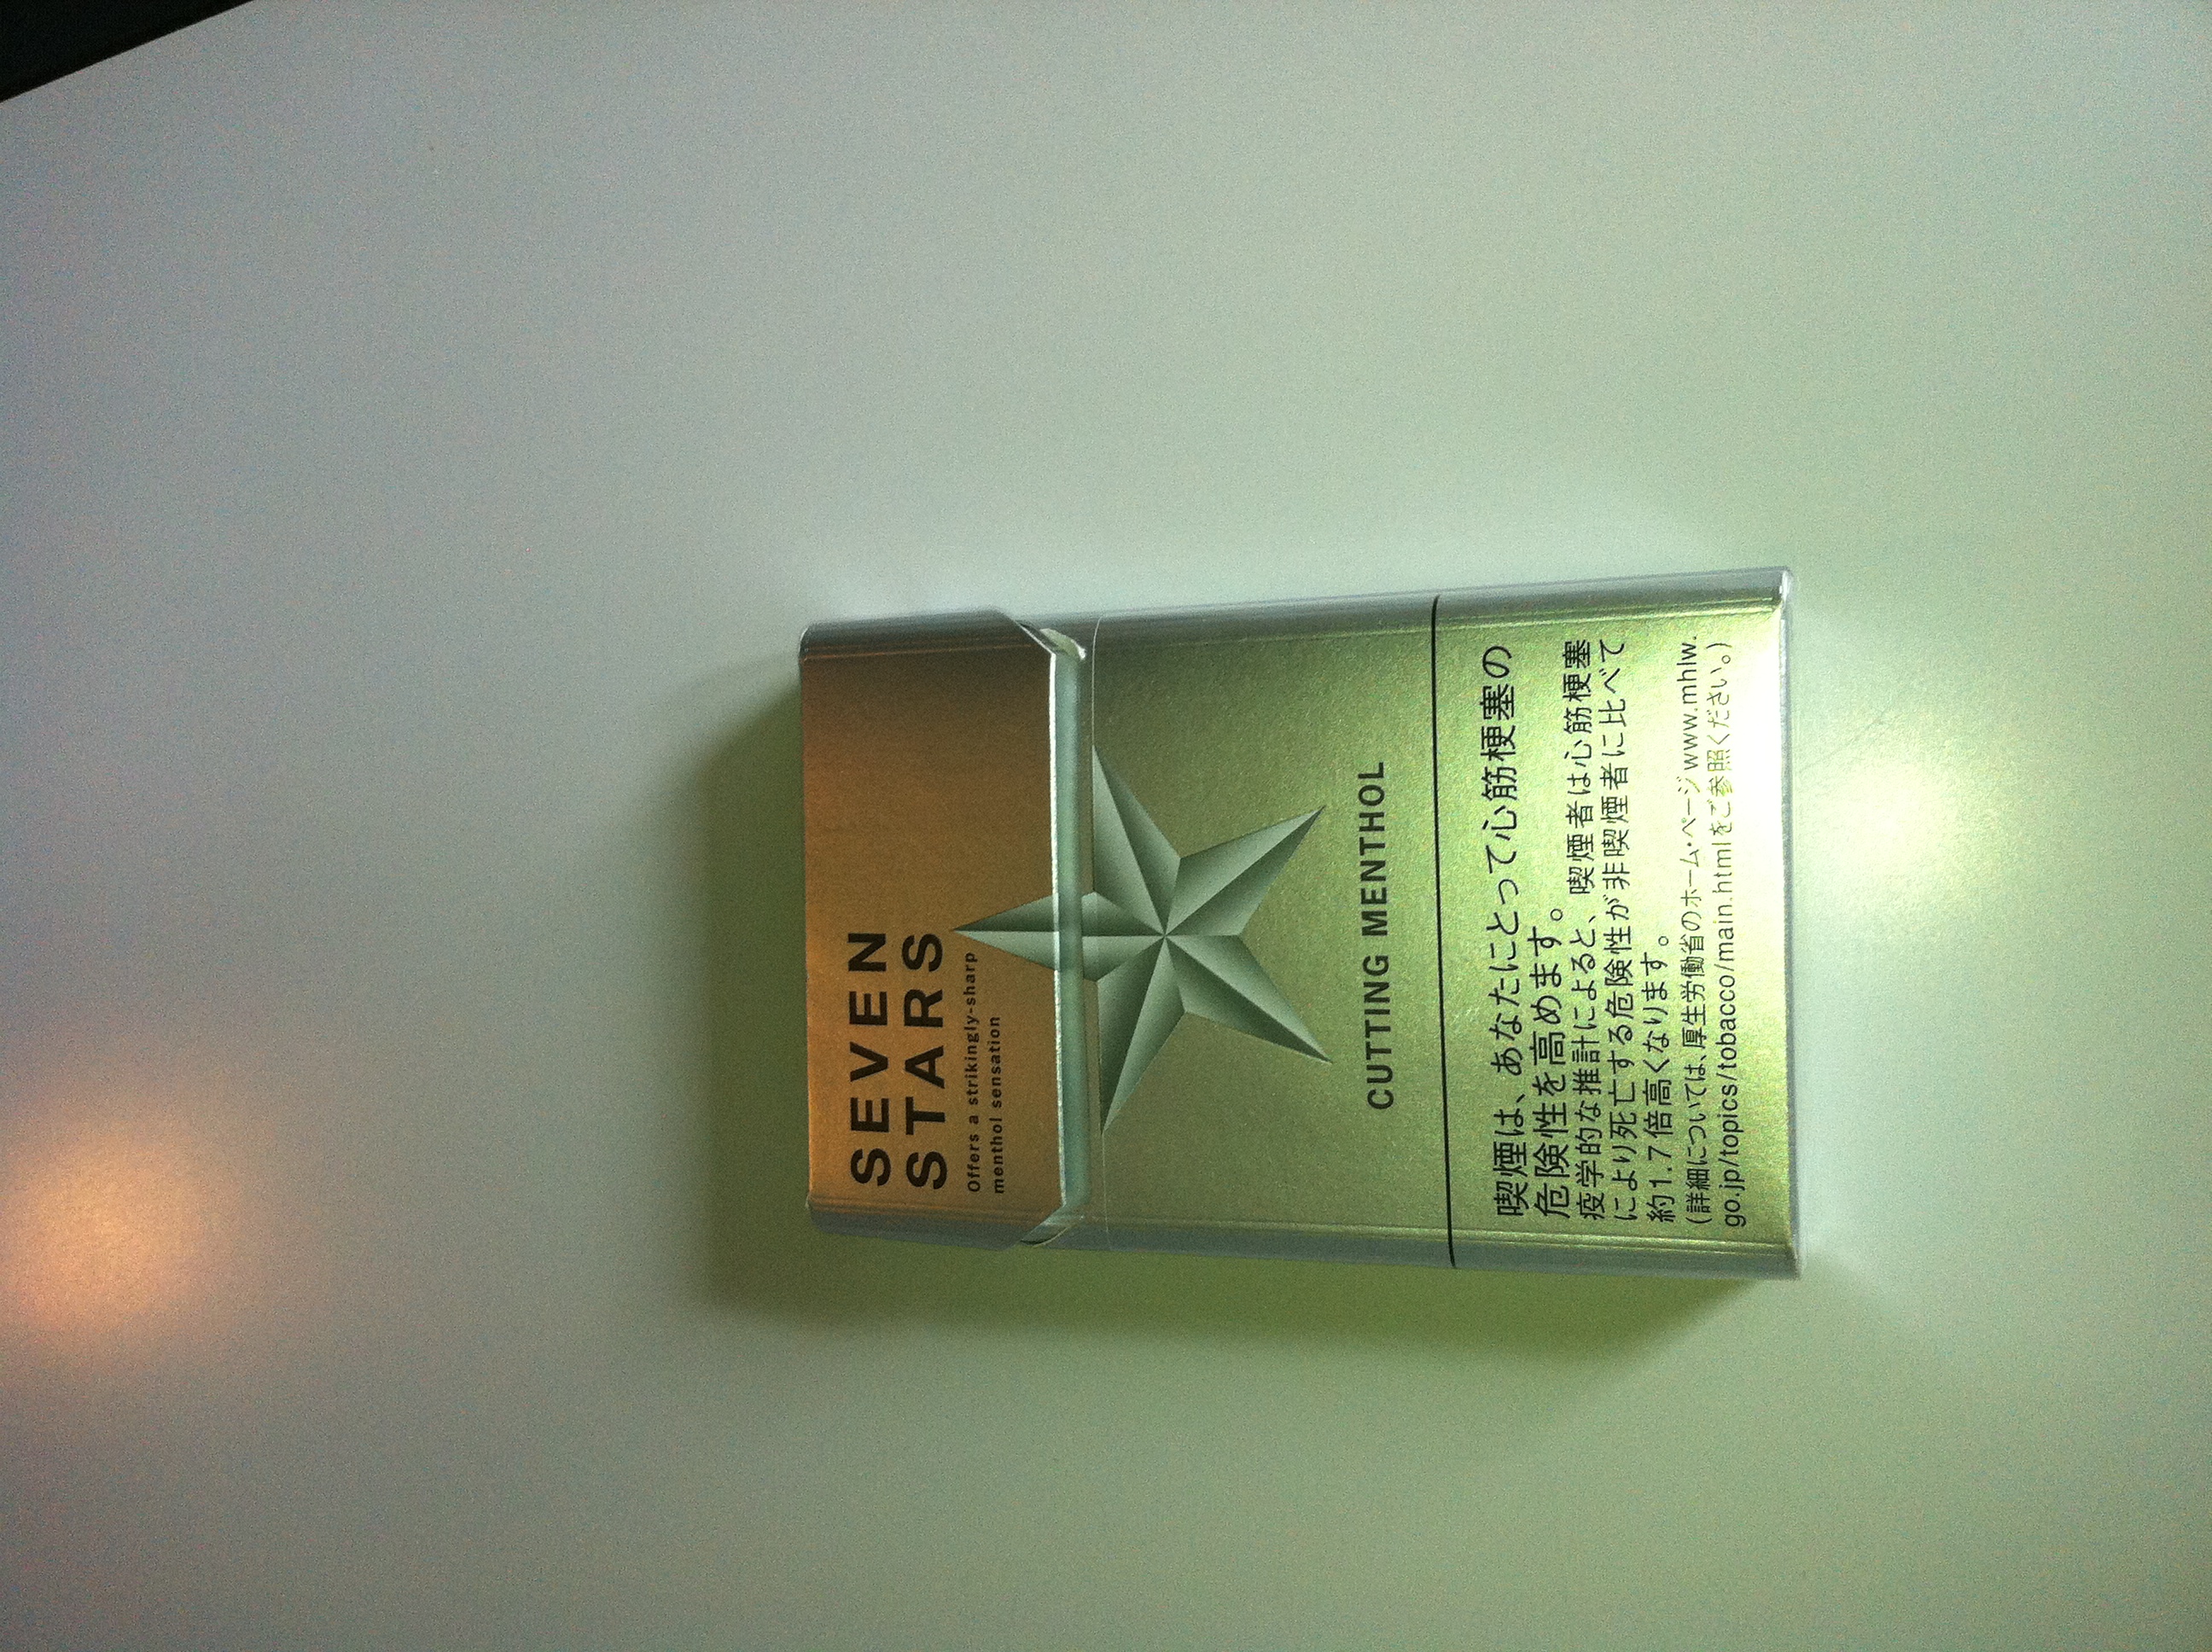 SEVEN
STARS
Offers a strikingly-sharp
menthol sensation
CUTTING MENTHOL
喫煙は、あなたにとって心筋梗塞の
危険性を高めます。
疫学的な推計によると、喫煙者は心筋梗塞
により死亡する危険性が非喫煙者に比べて
約1.7倍高くなります。
(詳細については、厚生労働省のホーム・ページwww.mhlw.
go.jp/topics/tobacco/main.htmlをご参照ください。)